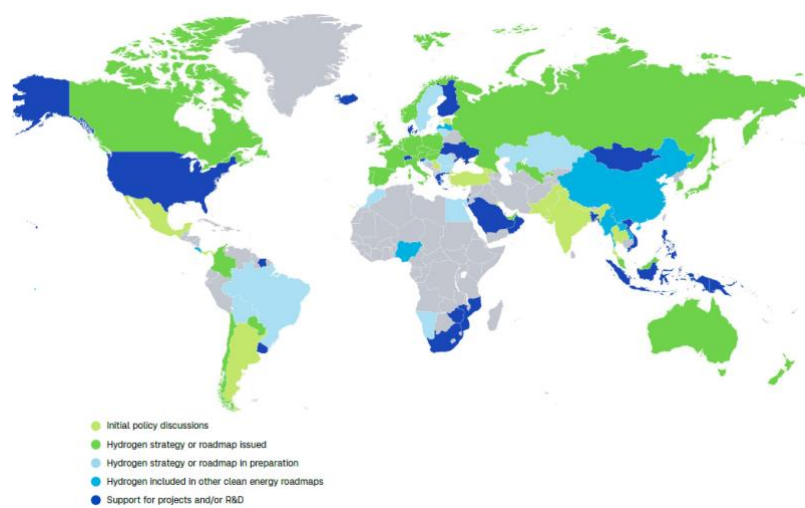 Initial policy discussions
Hydrogen strategy or roadmap issued
Hydrogen strategy or roadmap in preparation
Hydrogen included in other clean energy roadmaps
Support for projects and/or R&D